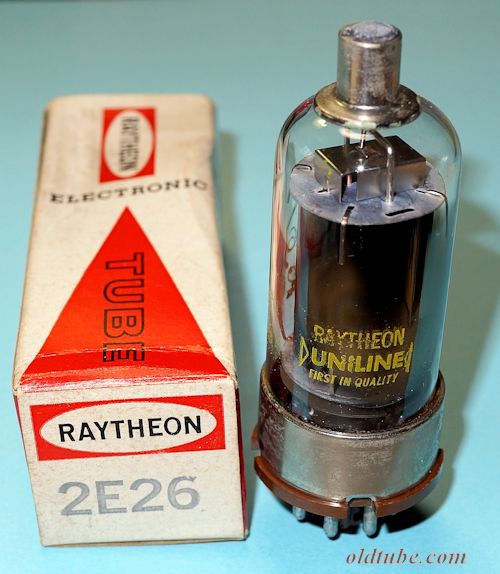 RAYTHEON
ELECTRONIC
TUBE
RAYTHEON
2E26
RAYTHEON
UNILINE
FIRST IN QUALITY
oldtube.com